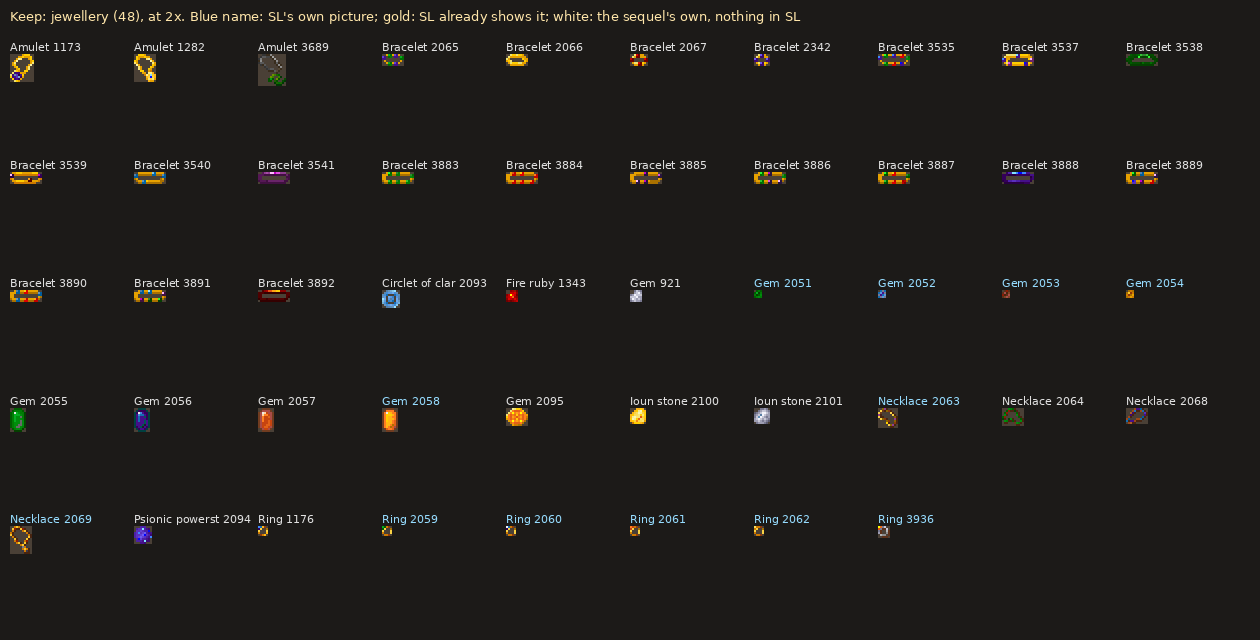 Keep: jewellery (48), at 2x. Blue name: SL's own picture; gold: SL already shows it; white: the sequel's own, nothing in SL
Amulet 1173 Amulet 1282 Amulet 3689 Bracelet 2065 Bracelet 2066 Bracelet 2067 Bracelet 2342 Bracelet 3535 Bracelet 3537 Bracelet 3538
Bracelet 3539 Bracelet 3540 Bracelet 3541 Bracelet 3883 Bracelet 3884 Bracelet 3885 Bracelet 3886 Bracelet 3887 Bracelet 3888 Bracelet 3889
Bracelet 3890 Bracelet 3891 Bracelet 3892 Circlet of clar 2093 Fire ruby 1343 Gem 921 Gem 2051 Gem 2052 Gem 2053 Gem 2054
Gem 2055 Gem 2056 Gem 2057 Gem 2058 Gem 2095 Ioun stone 2100 Ioun stone 2101 Necklace 2063 Necklace 2064 Necklace 2068
Necklace 2069 Psionic powerst 2094 Ring 1176 Ring 2059 Ring 2060 Ring 2061 Ring 2062 Ring 3936